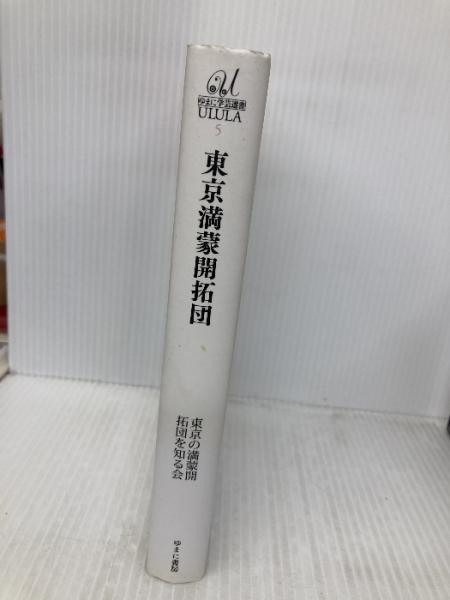 ゆまに学芸選書
ULULA
5
東京満蒙開拓団
東京の満蒙開
拓団を知る会
ゆまに書房